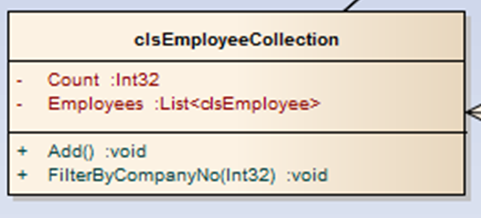 clsEmployeeCollection
- Count :Int32
- Employees :List<clsEmployee>
+ Add() :void
+ FilterByCompanyNo(Int32) :void